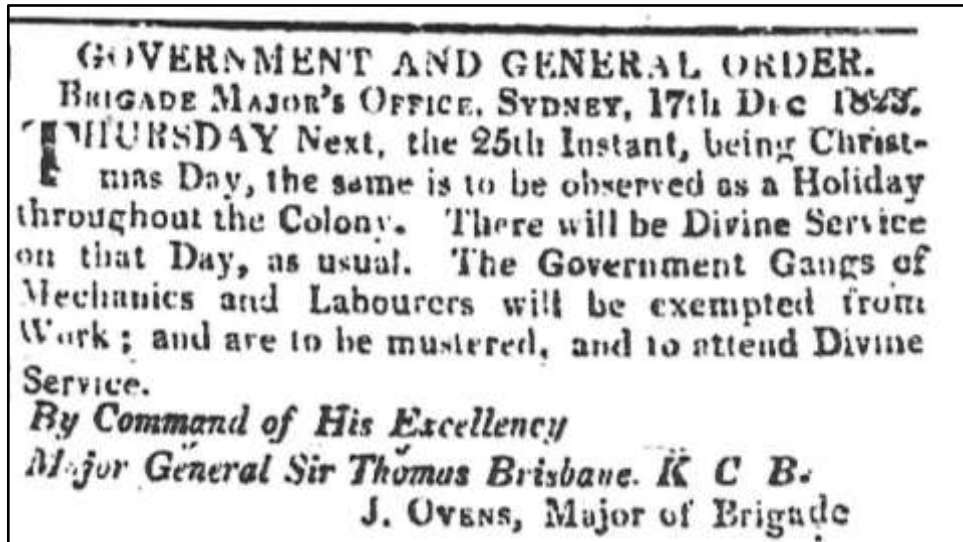 GOVERNMENT AND GENERAL ORDER.
BRIGADE MAJOR'S OFFICE, SYDNEY, 17th DEC 1823.
THURSDAY Next, the 25th Instant, being Christ-
mas Day, the same is to be observed as a Holiday
throughout the Colony. There will be Divine Service
on that Day, as usual. The Government Gangs of
Mechanics and Labourers will be exempted from
Work; and are to be mustered, and to attend Divine
Service.
By Command of His Excellency
Major General Sir Thomas Brisbane. K C B.
J. OVENS, Major of Brigade